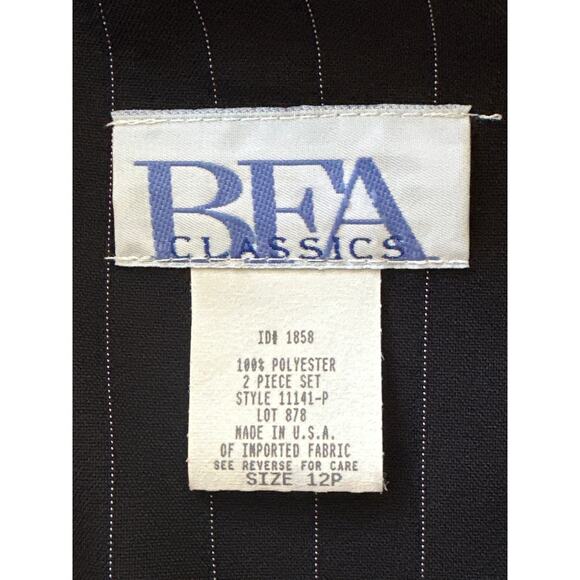 BFA
CLASSICS
ID# 1858
100% POLYESTER
2 PIECE SET
STYLE 11141-P
LOT 878
MADE IN U.S.A.
OF IMPORTED FABRIC
SEE REVERSE FOR CARE
SIZE 12P